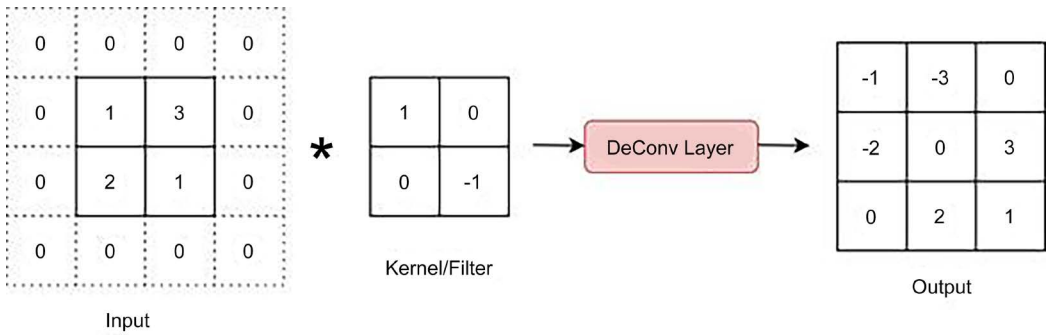 0 0 0 0
0 1 3 0
0 2 1 0
0 0 0 0
Input
*
1 0
0 -1
Kernel/Filter
DeConv Layer
-1 -3 0
-2 0 3
0 2 1
Output